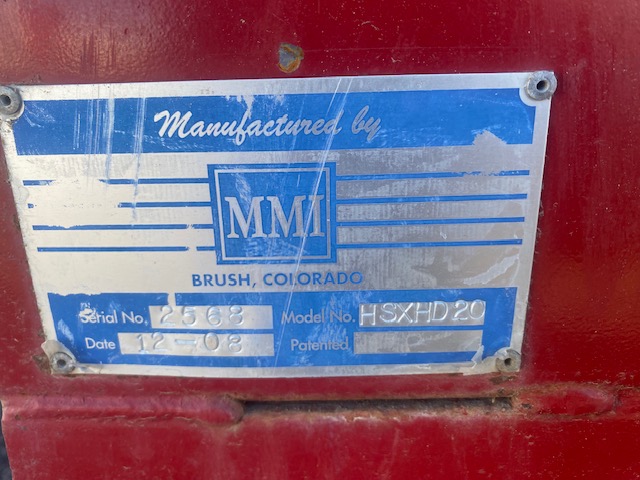 Manufactured by
MMI
BRUSH, COLORADO
Serial No. 2568 Model No. HSXHD20
Date 12-08 Patented